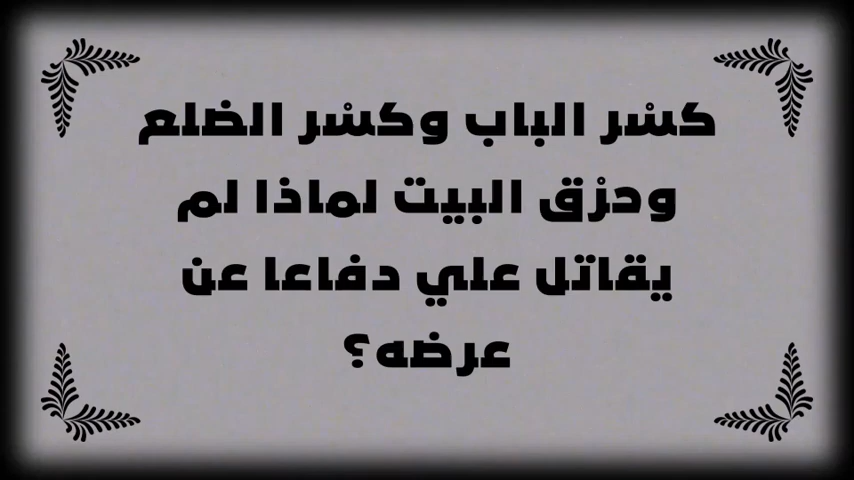 كسْر الباب وكسْر الضلع
وحرْق البيت لماذا لم
يقاتل علي دفاعا عن
عرضه؟